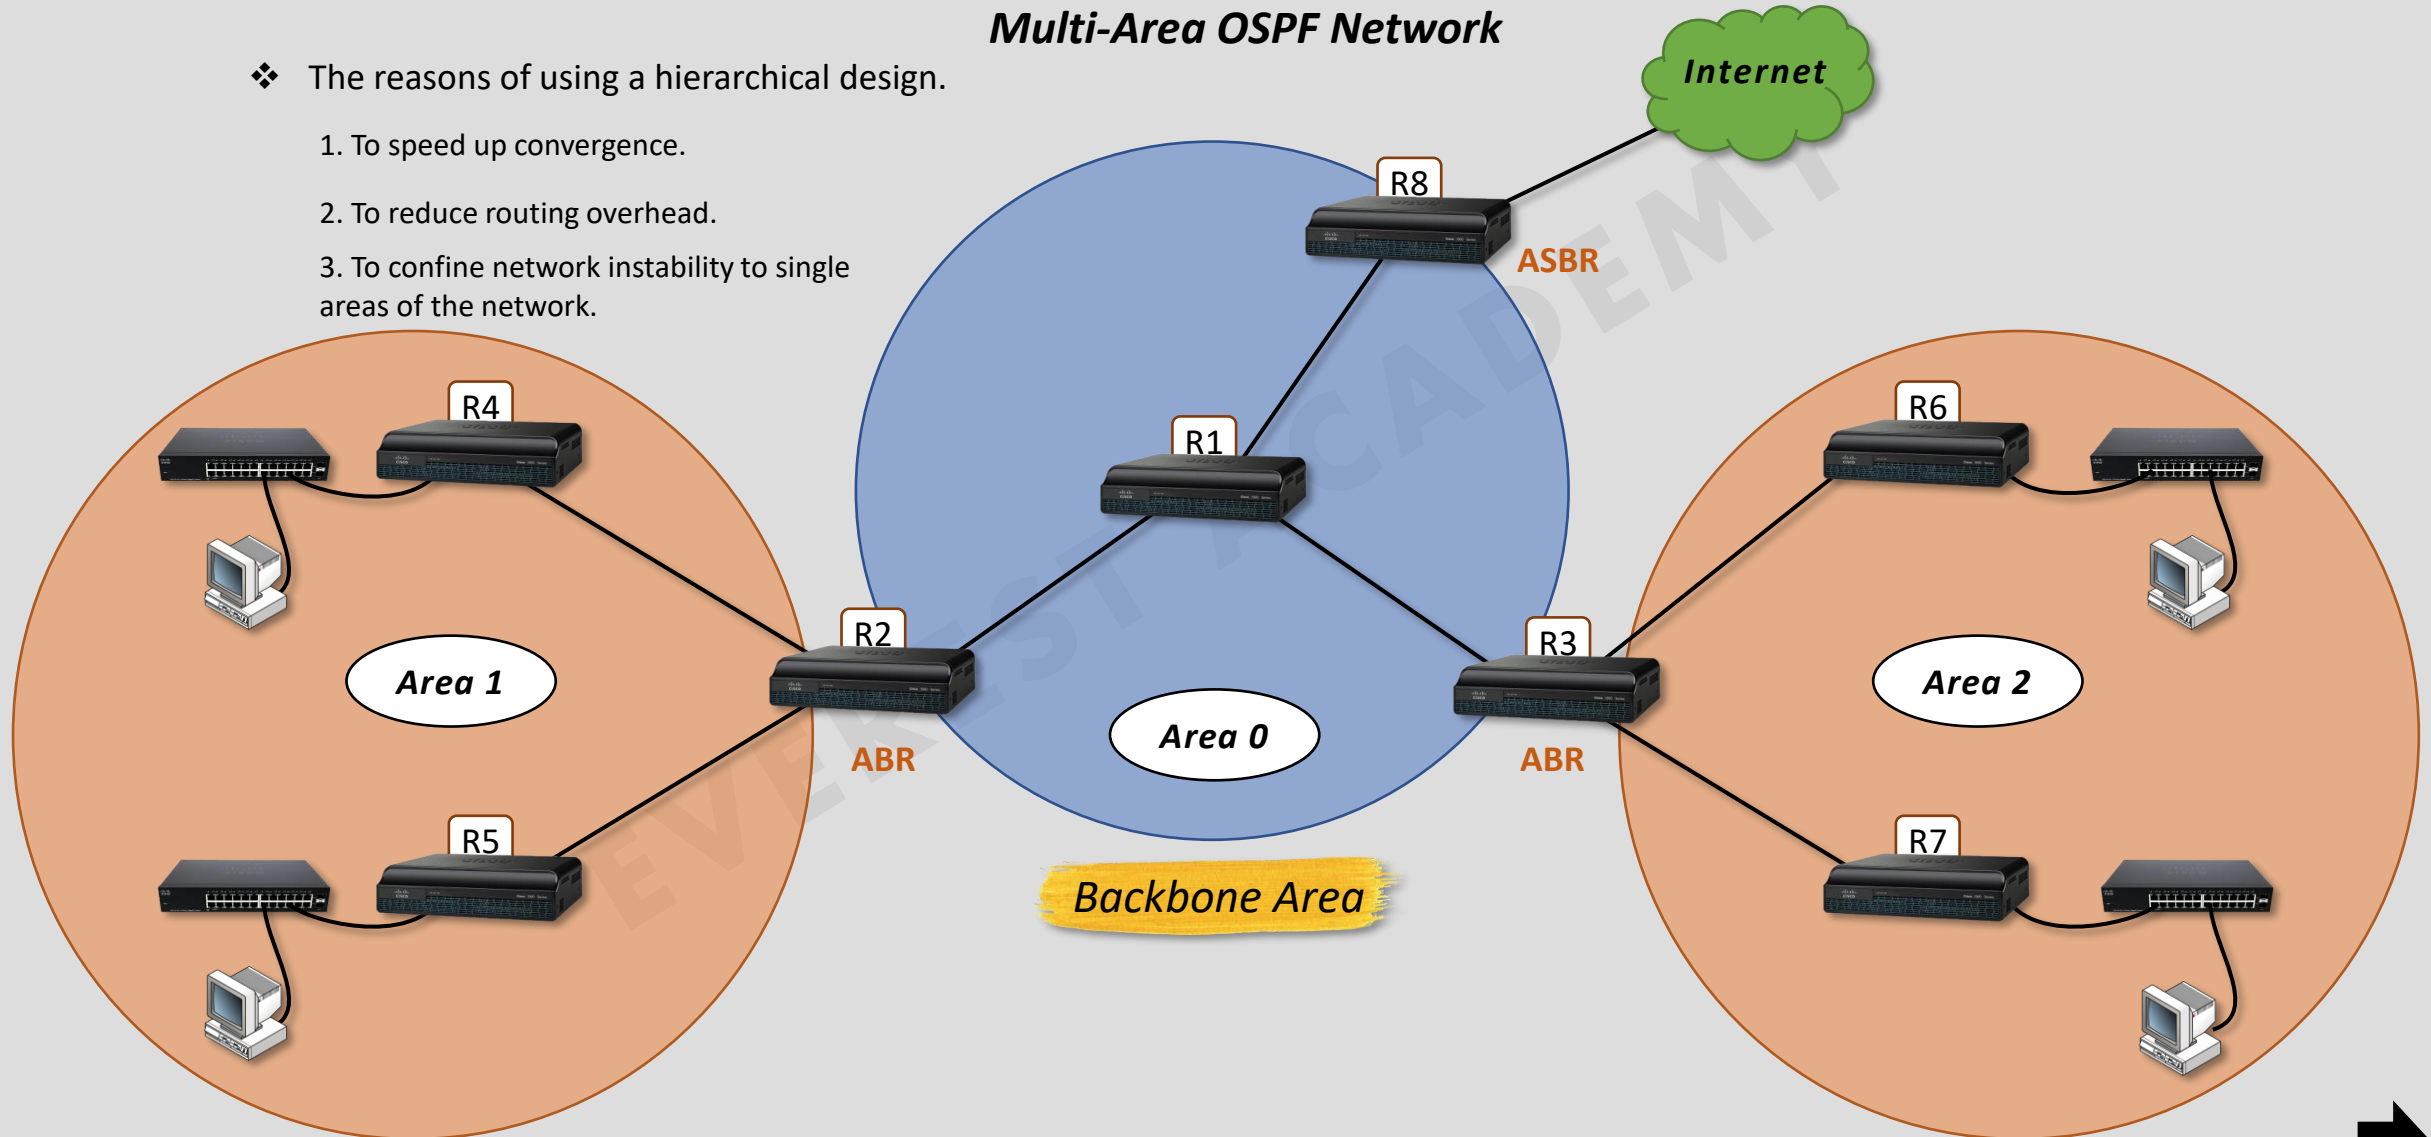 Multi-Area OSPF Network
❖ The reasons of using a hierarchical design.
1. To speed up convergence.
2. To reduce routing overhead.
3. To confine network instability to single
areas of the network.
Internet
R8
ASBR
R4
R1
R6
R2
R3
Area 1
Area 0
Area 2
ABR
ABR
R5
R7
Backbone Area
EVEREST ACADEMY